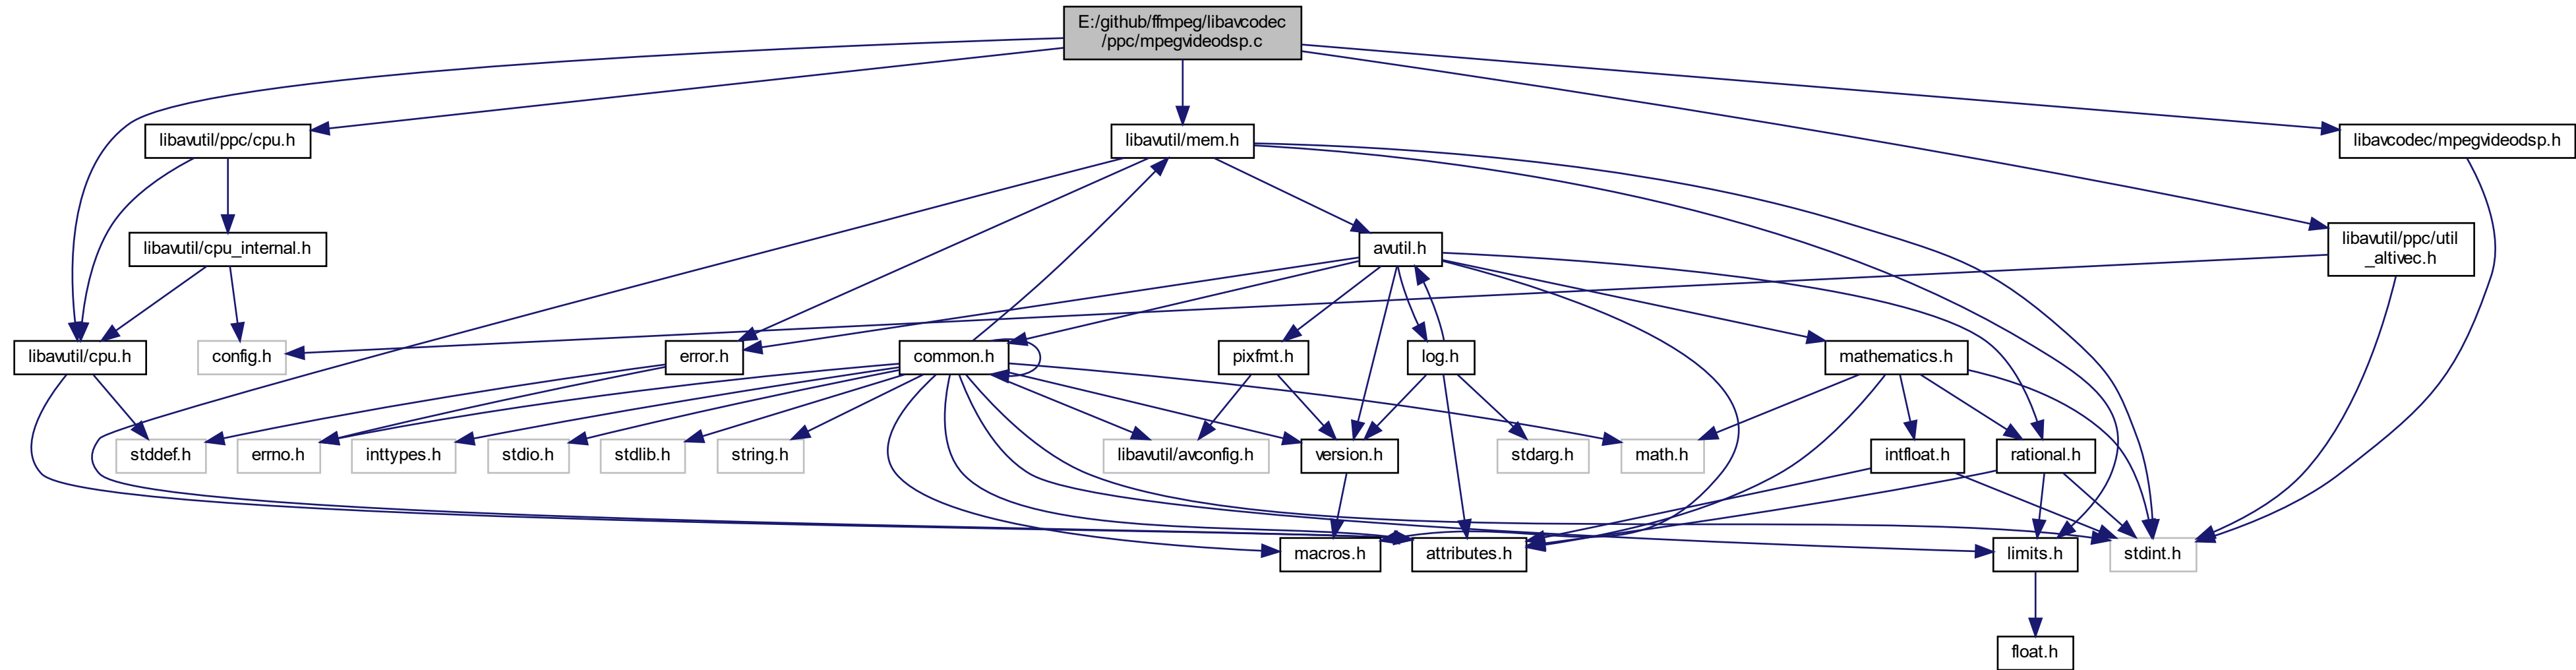 E:/github/ffmpeg/libavcodec
/ppc/mpegvideodsp.c
libavutil/ppc/cpu.h
libavutil/mem.h
libavcodec/mpegvideodsp.h
libavutil/cpu_internal.h
avutil.h
libavutil/ppc/util
_altivec.h
libavutil/cpu.h
config.h
error.h
common.h
pixfmt.h
log.h
mathematics.h
stddef.h
errno.h
inttypes.h
stdio.h
stdlib.h
string.h
libavutil/avconfig.h
version.h
stdarg.h
math.h
intfloat.h
rational.h
macros.h
attributes.h
limits.h
stdint.h
float.h